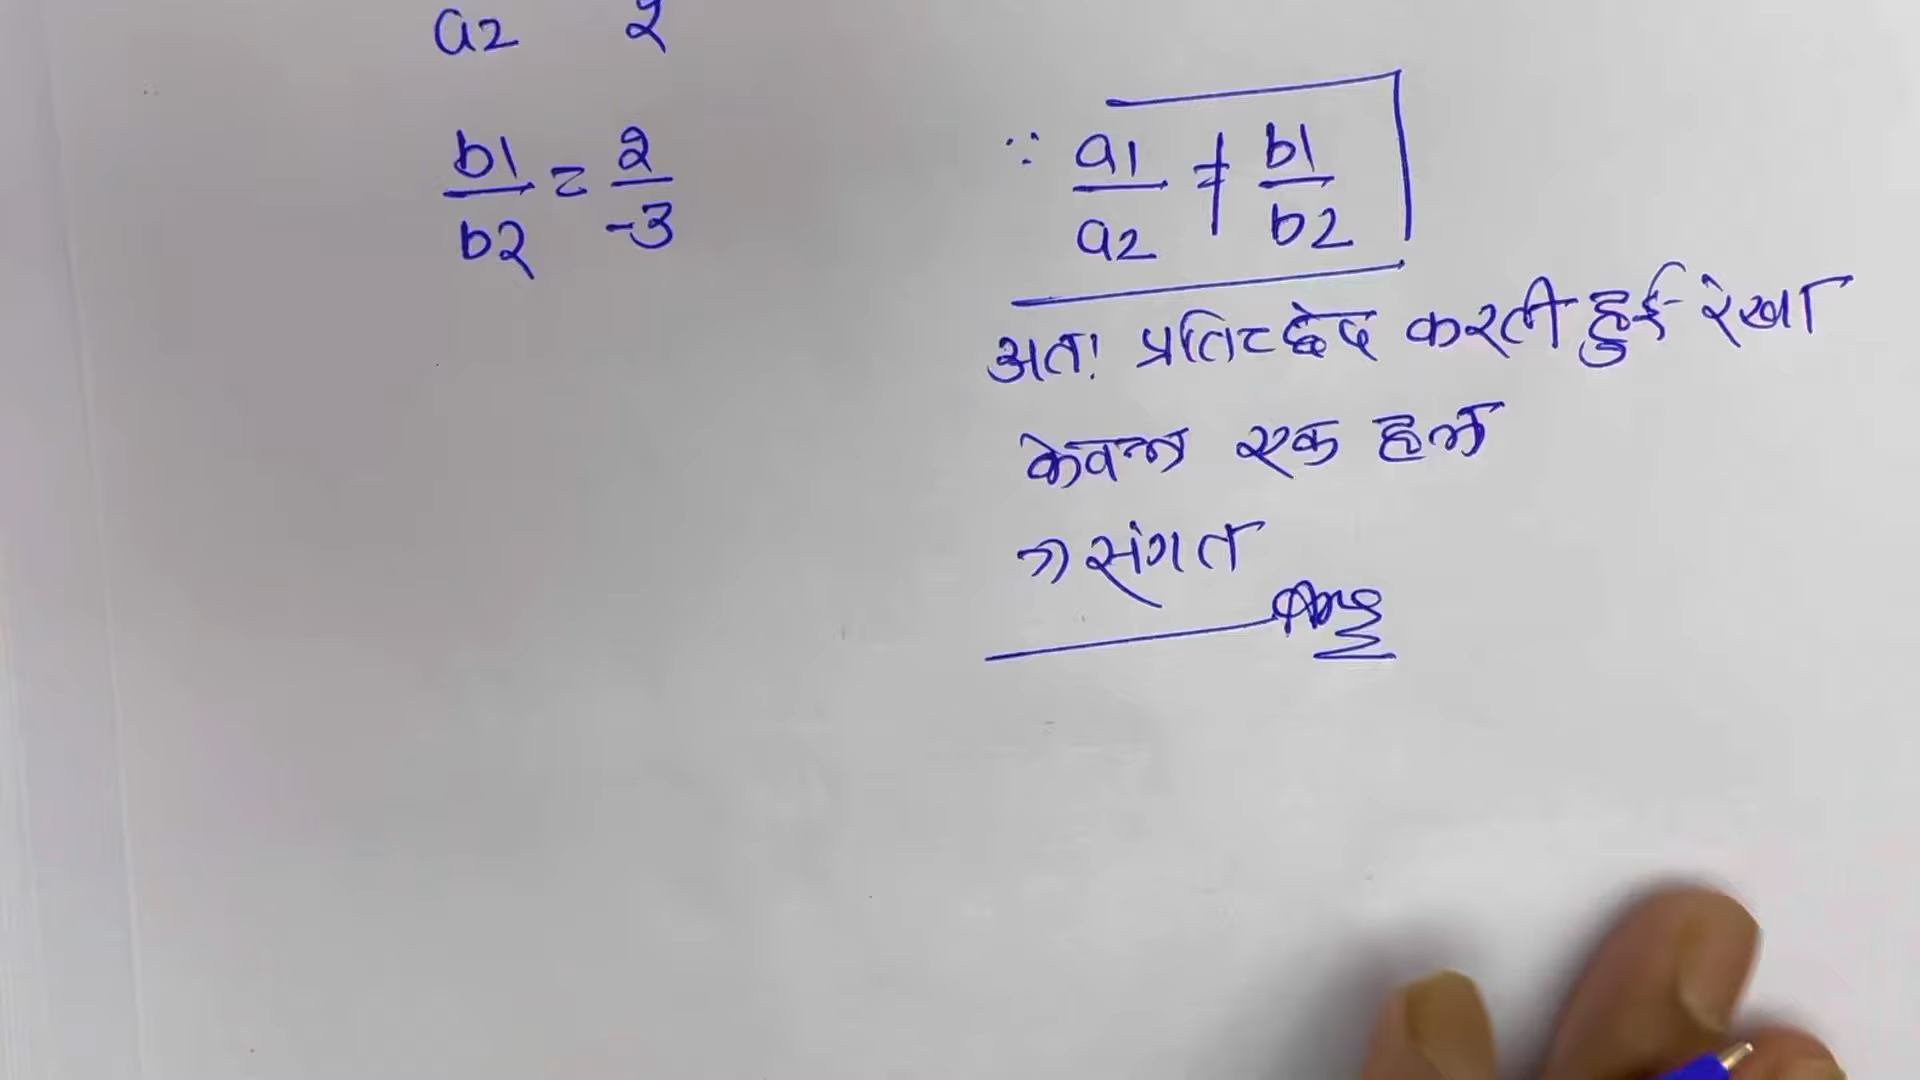 a2 2
b1/b2 = 2/-3
∵ a1/a2 ≠ b1/b2
अत! प्रतिच्छेद करती हुई रेखा
केवल एक हल
→ संगत
Ans